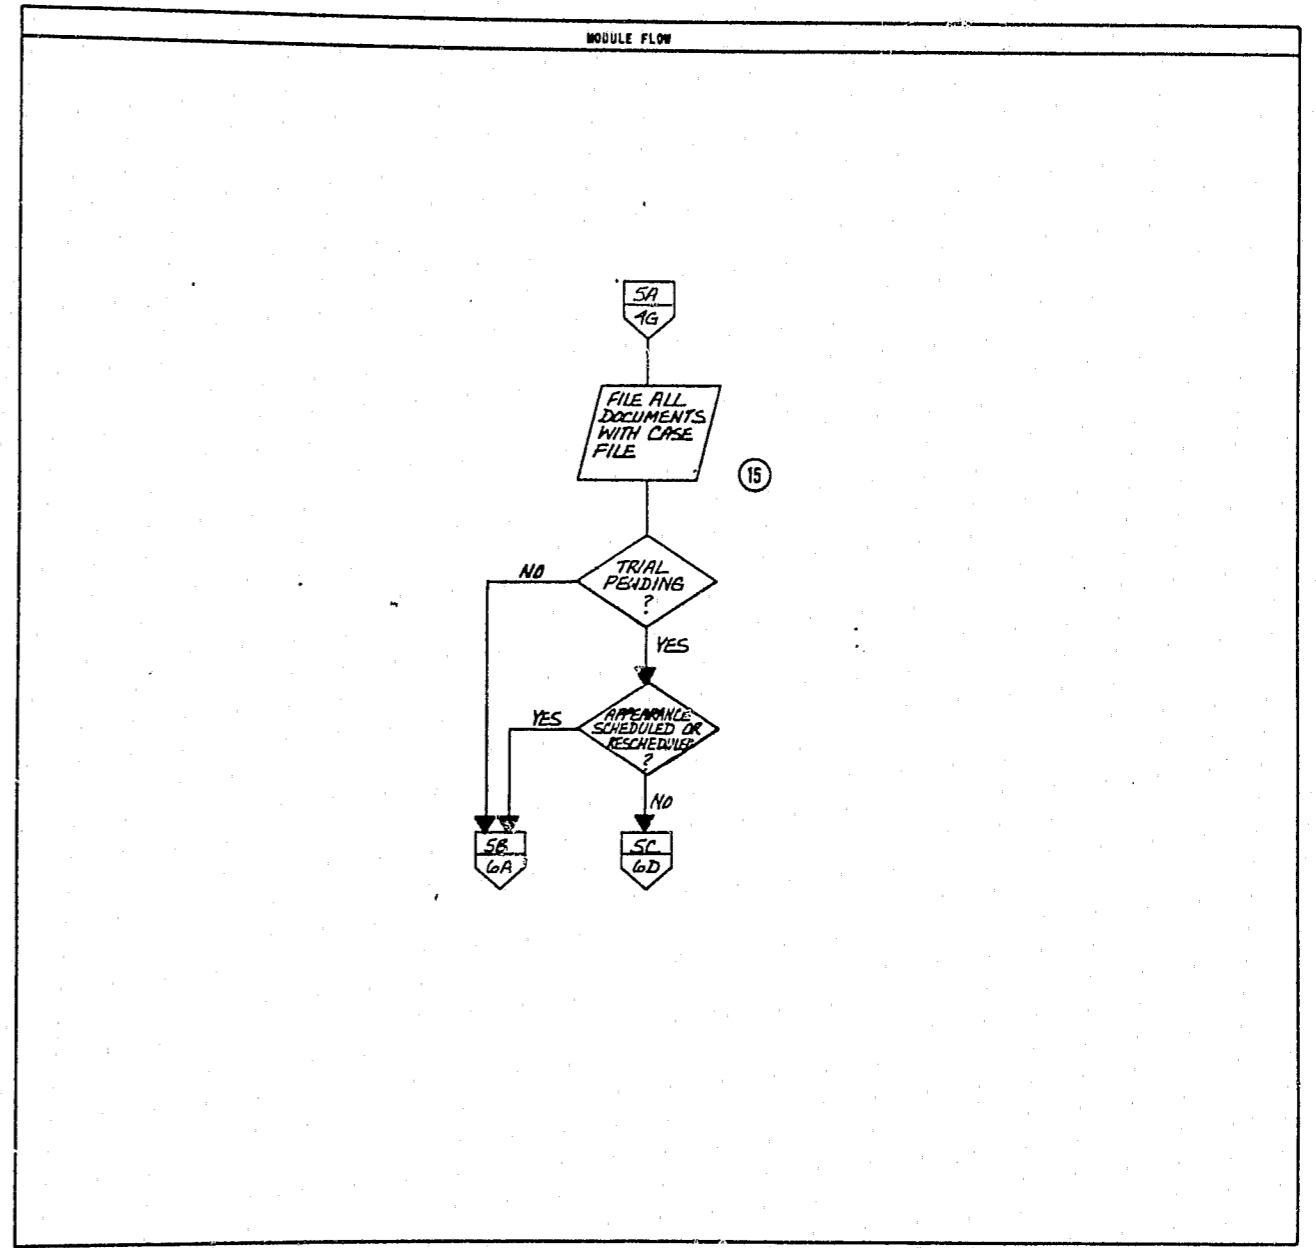 MODULE FLOW
5A
4G
FILE ALL
DOCUMENTS
WITH CASE
FILE
15
TRIAL
PENDING
?
NO
YES
APPEARANCE
SCHEDULED OR
RESCHEDULED
?
YES
NO
5B
6A
5C
6D